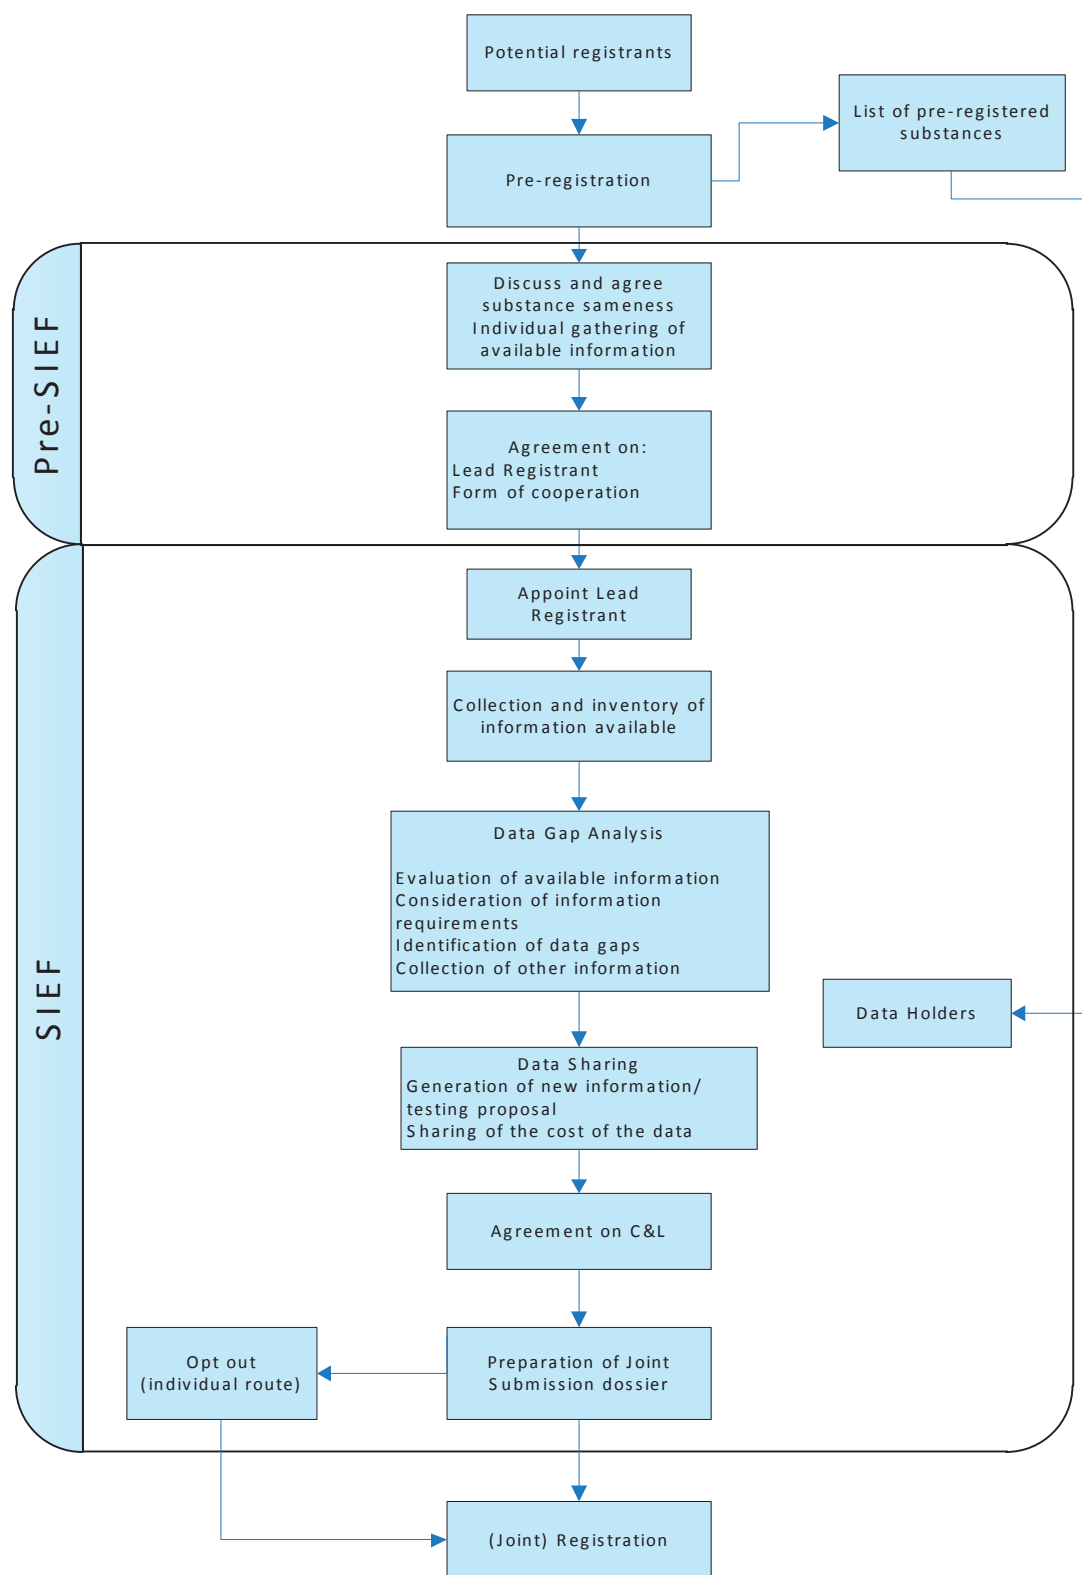 Potential registrants
List of pre-registered
substances
Pre-registration
Pre-SIEF
Discuss and agree
substance sameness
Individual gathering of
available information
Agreement on:
Lead Registrant
Form of cooperation
SIEF
Appoint Lead
Registrant
Collection and inventory of
information available
Data Gap Analysis
Evaluation of available information
Consideration of information
requirements
Identification of data gaps
Collection of other information
Data Holders
Data Sharing
Generation of new information/
testing proposal
Sharing of the cost of the data
Agreement on C&L
Opt out
(individual route)
Preparation of Joint
Submission dossier
(Joint) Registration